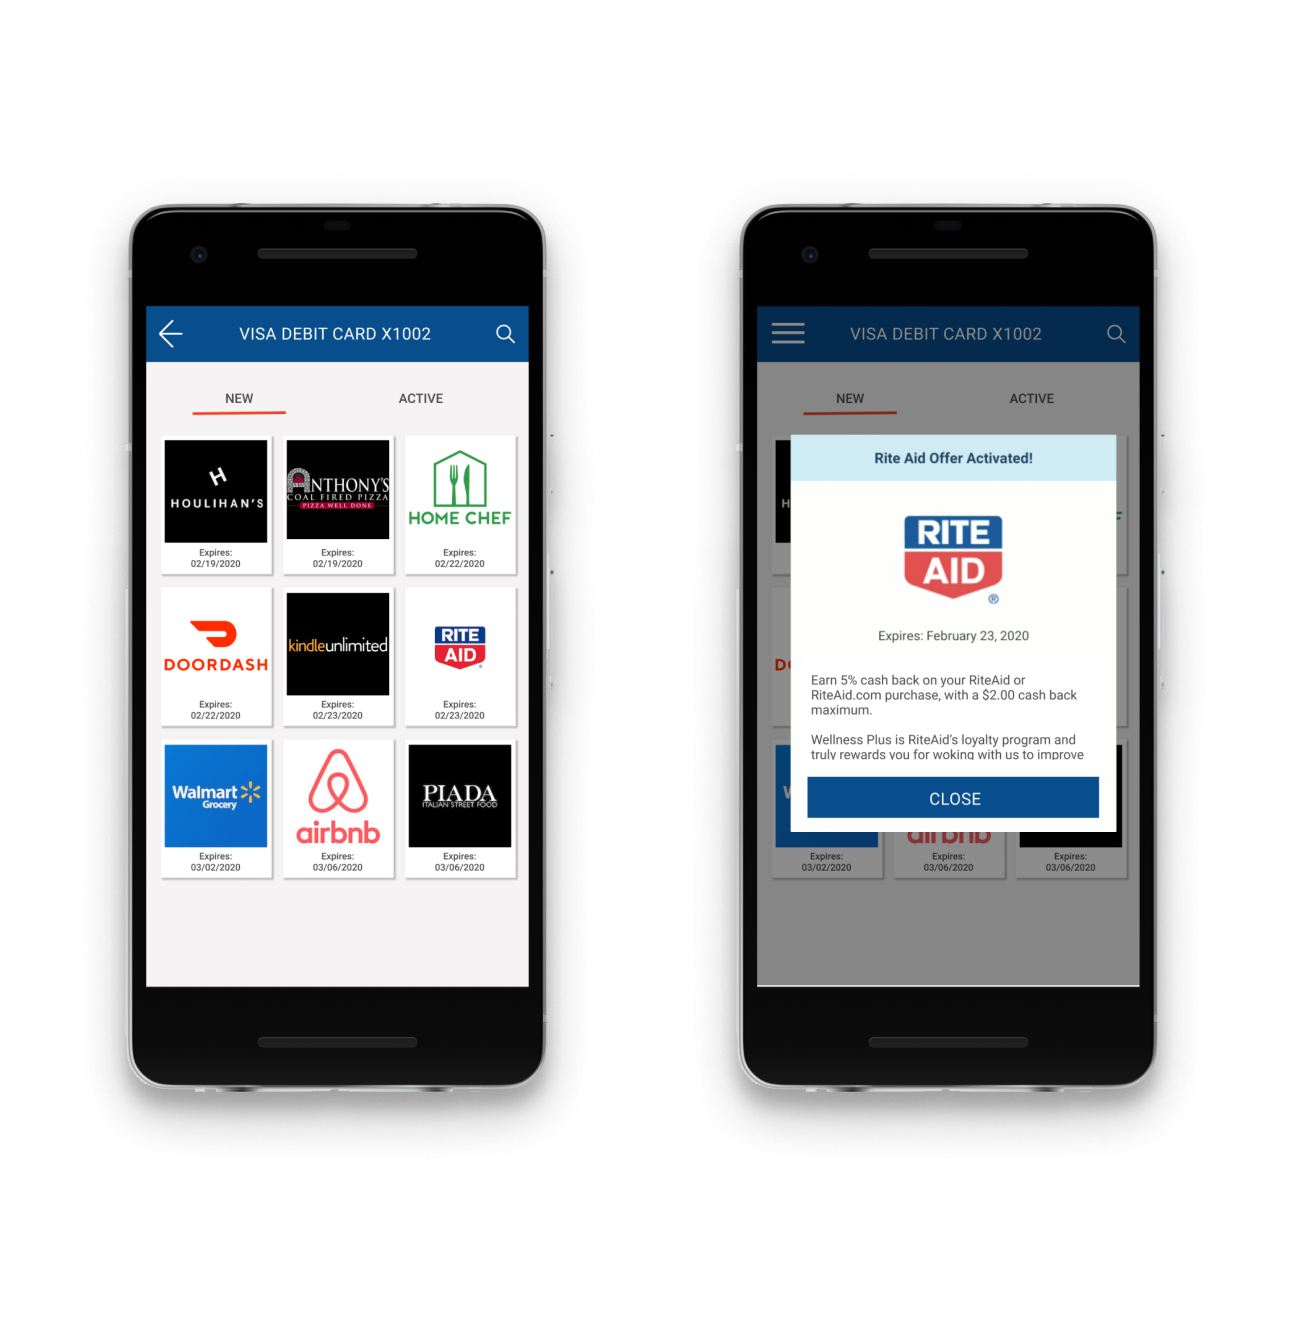 VISA DEBIT CARD X1002
NEW
ACTIVE
HOULIHAN'S
Expires:
02/19/2020
ANTHONY'S
COAL FIRED PIZZA
PIZZA WELL DONE
Expires:
02/19/2020
HOME CHEF
Expires:
02/22/2020
DOORDASH
Expires:
02/22/2020
kindleunlimited
Expires:
02/23/2020
RITE
AID
Expires:
02/23/2020
Walmart
Grocery
Expires:
03/02/2020
airbnb
Expires:
03/06/2020
PIADA
ITALIAN STREET FOOD
Expires:
03/06/2020
VISA DEBIT CARD X1002
NEW
ACTIVE
Rite Aid Offer Activated!
RITE
AID
®
Expires: February 23, 2020
Earn 5% cash back on your RiteAid or
RiteAid.com purchase, with a $2.00 cash back
maximum.
Wellness Plus is RiteAid's loyalty program and
truly rewards you for woking with us to improve
CLOSE
airbnb
Expires:
03/02/2020
Expires:
03/06/2020
Expires:
03/06/2020